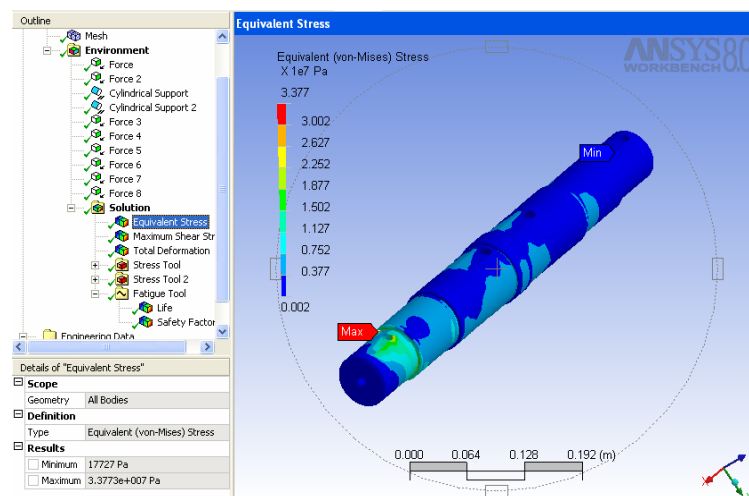 Outline
Mesh
Environment
Force
Force 2
Cylindrical Support
Cylindrical Support 2
Force 3
Force 4
Force 5
Force 6
Force 7
Force 8
Solution
Equivalent Stress
Maximum Shear Str
Total Deformation
Stress Tool
Stress Tool 2
Fatigue Tool
Life
Safety Factor
Engineering Data
Details of "Equivalent Stress"
Scope
Geometry All Bodies
Definition
Type Equivalent (von-Mises) Stress
Results
Minimum 17727 Pa
Maximum 3.3773e+007 Pa
Equivalent Stress
Equivalent (von-Mises) Stress
X 1e7 Pa
3.377
3.002
2.627
2.252
1.877
1.502
1.127
0.752
0.377
0.002
ANSYS 8.0
WORKBENCH
Min
Max
0.000 0.064 0.128 0.192 (m)
X